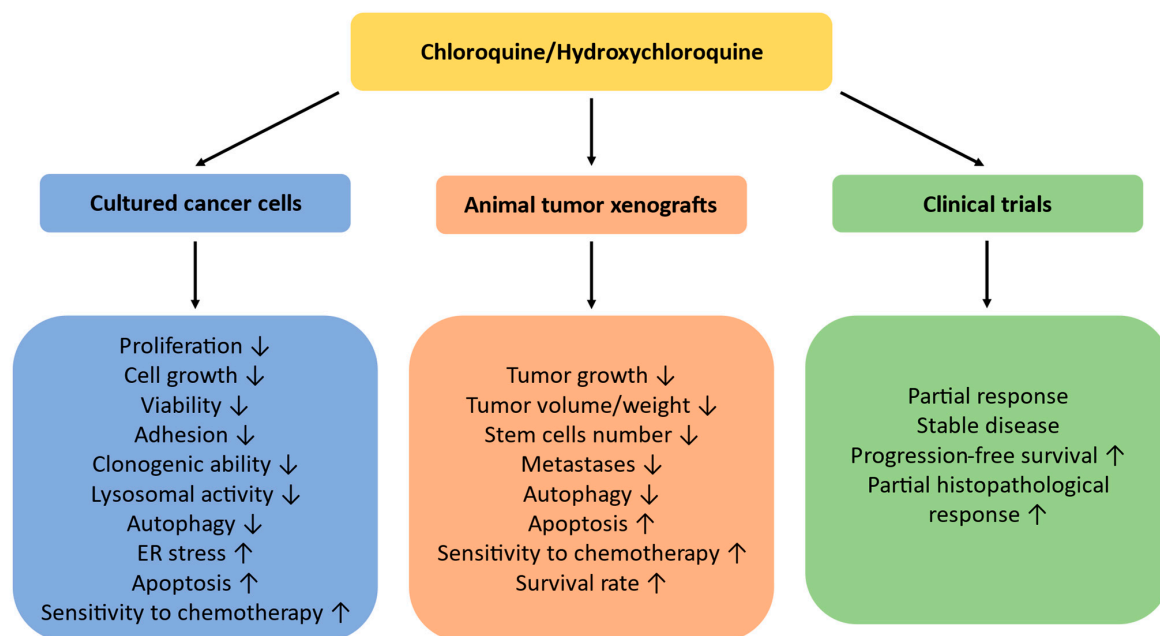 Chloroquine/Hydroxychloroquine
Cultured cancer cells
Animal tumor xenografts
Clinical trials
Proliferation ↓
Cell growth ↓
Viability ↓
Adhesion ↓
Clonogenic ability ↓
Lysosomal activity ↓
Autophagy ↓
ER stress ↑
Apoptosis ↑
Sensitivity to chemotherapy ↑
Tumor growth ↓
Tumor volume/weight ↓
Stem cells number ↓
Metastases ↓
Autophagy ↓
Apoptosis ↑
Sensitivity to chemotherapy ↑
Survival rate ↑
Partial response
Stable disease
Progression-free survival ↑
Partial histopathological
response ↑